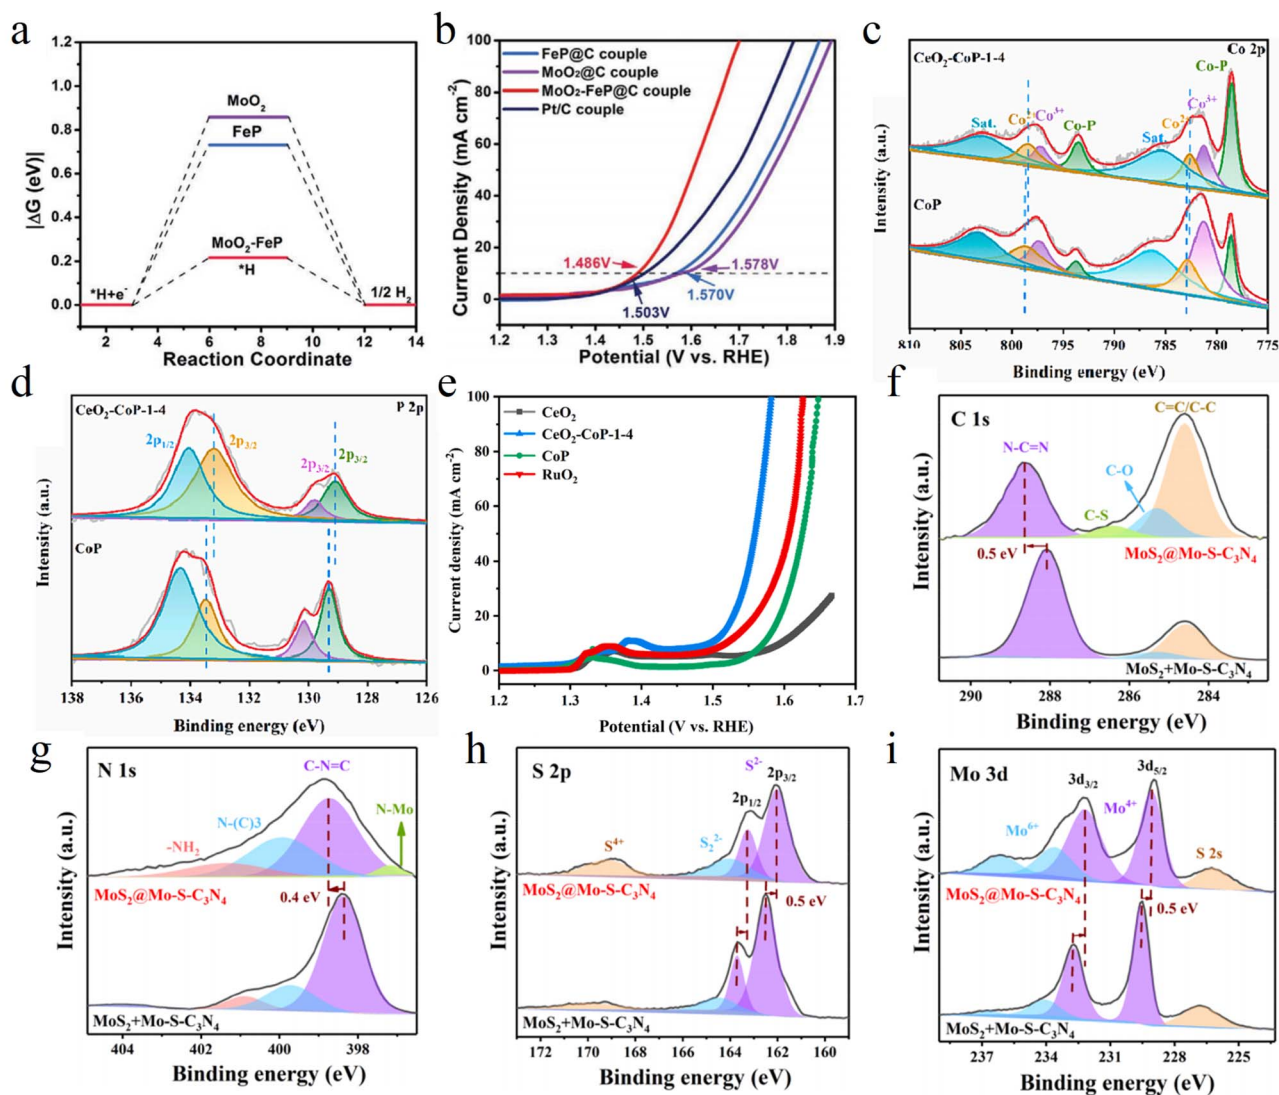 a
1.2
1.0
0.8
0.6
0.4
0.2
0.0
|ΔG (eV)|
MoO2
FeP
MoO2-FeP
*H
*H+e-
1/2 H2
2 4 6 8 10 12 14
Reaction Coordinate
b
100
80
60
40
20
0
Current Density (mA cm-2)
FeP@C couple
MoO2@C couple
MoO2-FeP@C couple
Pt/C couple
1.486V
1.578V
1.570V
1.503V
1.2 1.3 1.4 1.5 1.6 1.7 1.8 1.9
Potential (V vs. RHE)
c
Co 2p
CeO2-CoP-1-4
Co-P
Co3+
Co2+
Sat.
Co-P
Co3+
Sat.
CoP
Intensity (a.u.)
810 805 800 795 790 785 780 775
Binding energy (eV)
d
P 2p
CeO2-CoP-1-4
2p1/2
2p3/2
2p3/2
2p3/2
CoP
Intensity (a.u.)
138 136 134 132 130 128 126
Binding energy (eV)
e
100
80
60
40
20
0
Current density (mA cm-2)
CeO2
CeO2-CoP-1-4
CoP
RuO2
1.2 1.3 1.4 1.5 1.6 1.7
Potential (V vs. RHE)
f
C 1s
C=C/C-C
N-C=N
C-O
C-S
0.5 eV
MoS2@Mo-S-C3N4
MoS2+Mo-S-C3N4
Intensity (a.u.)
290 288 286 284
Binding energy (eV)
g
N 1s
C-N=C
N-Mo
N-(C)3
-NH2
MoS2@Mo-S-C3N4
0.4 eV
MoS2+Mo-S-C3N4
Intensity (a.u.)
404 402 400 398
Binding energy (eV)
h
S 2p
S2-
2p3/2
2p1/2
S22-
S4+
MoS2@Mo-S-C3N4
0.5 eV
MoS2+Mo-S-C3N4
Intensity (a.u.)
172 170 168 166 164 162 160
Binding energy (eV)
i
Mo 3d
3d5/2
3d3/2
Mo4+
Mo6+
S 2s
MoS2@Mo-S-C3N4
0.5 eV
MoS2+Mo-S-C3N4
Intensity (a.u.)
237 234 231 228 225
Binding energy (eV)